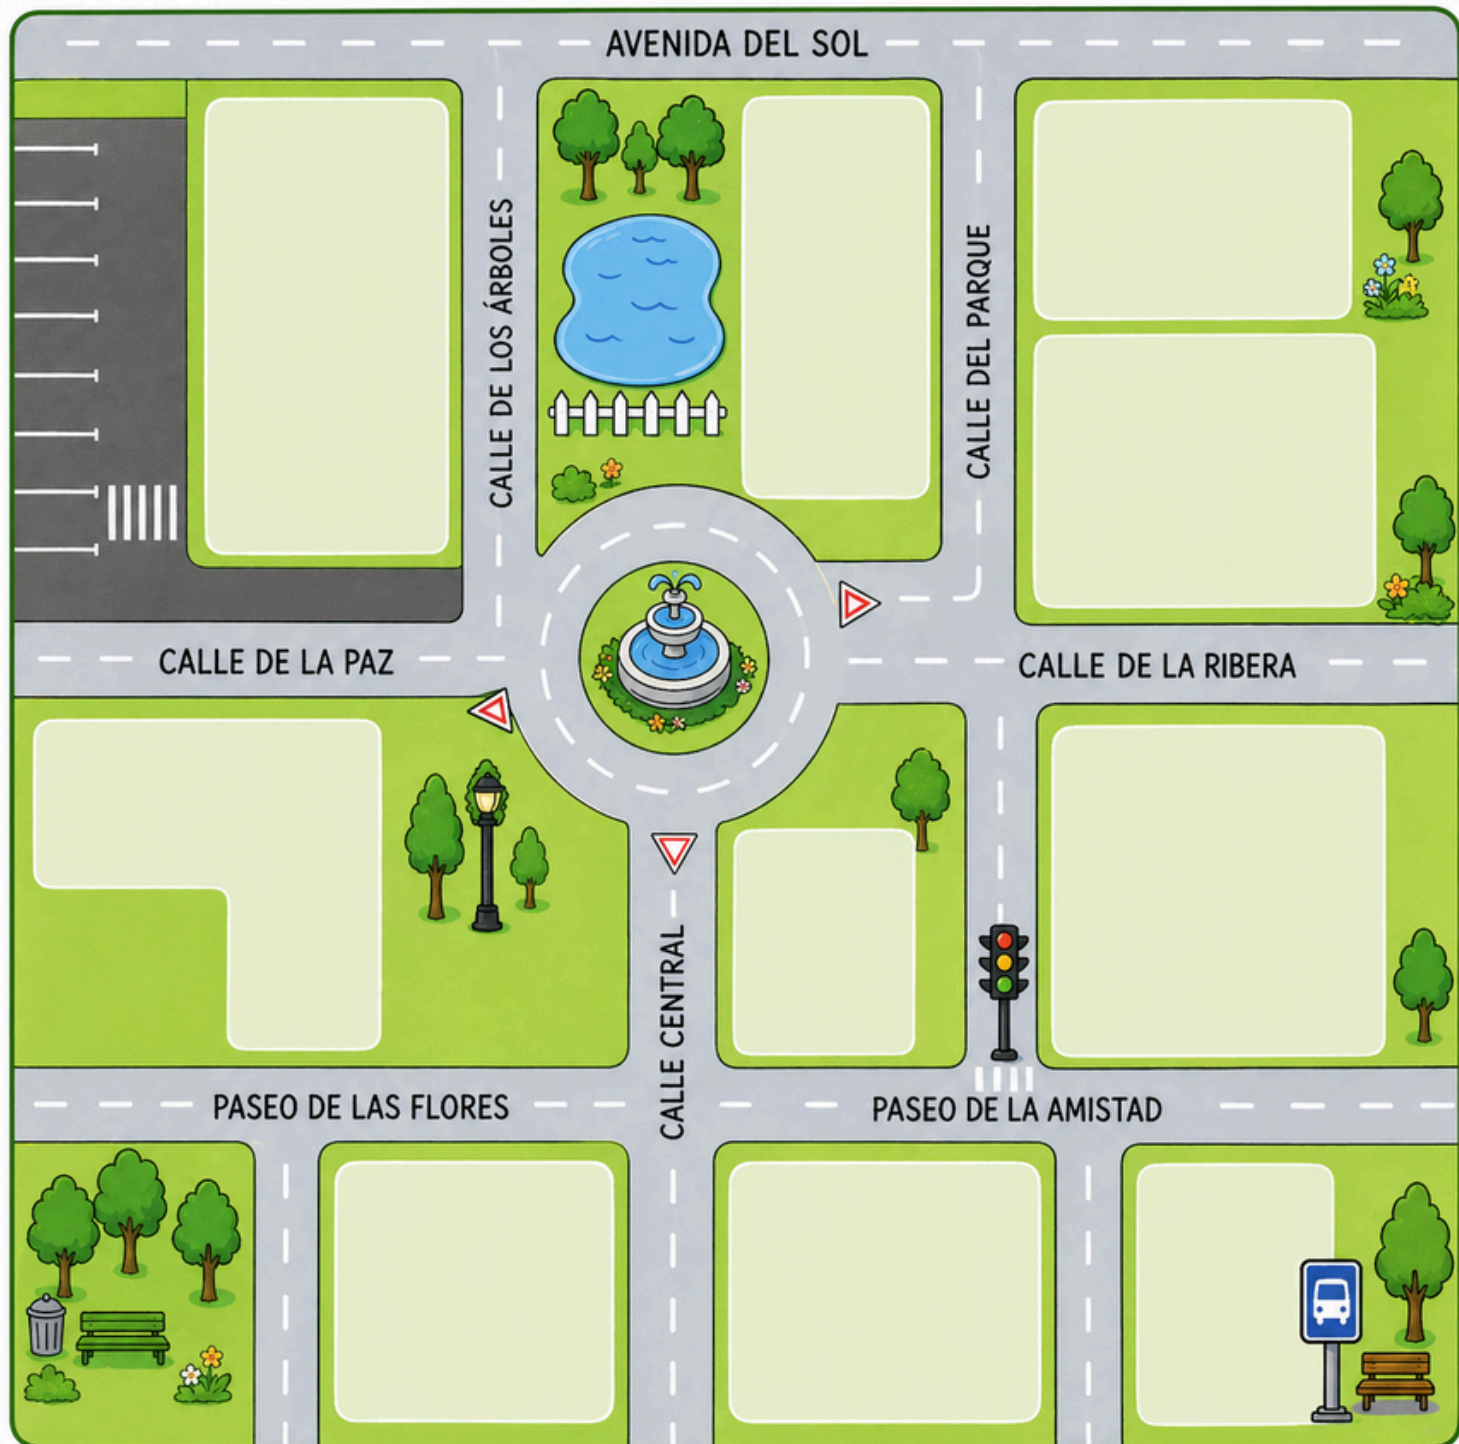 AVENIDA DEL SOL
CALLE DE LOS ÁRBOLES
CALLE DEL PARQUE
CALLE DE LA PAZ
CALLE DE LA RIBERA
CALLE CENTRAL
PASEO DE LAS FLORES
PASEO DE LA AMISTAD